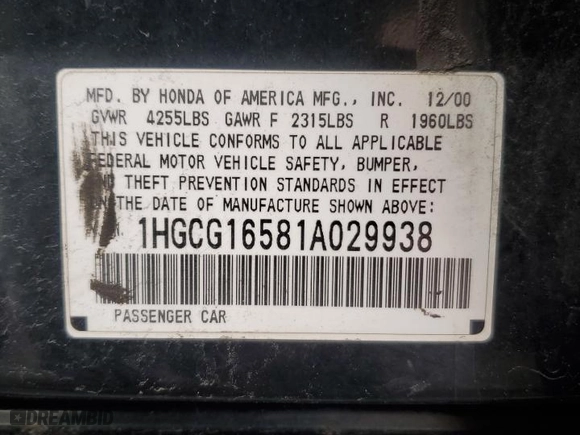 MFD. BY HONDA OF AMERICA MFG., INC. 12/00
GVWR 4255LBS GAWR F 2315LBS R 1960LBS
THIS VEHICLE CONFORMS TO ALL APPLICABLE
FEDERAL MOTOR VEHICLE SAFETY, BUMPER,
AND THEFT PREVENTION STANDARDS IN EFFECT
ON THE DATE OF MANUFACTURE SHOWN ABOVE:
1HGCG16581A029938
PASSENGER CAR
DREAMBID